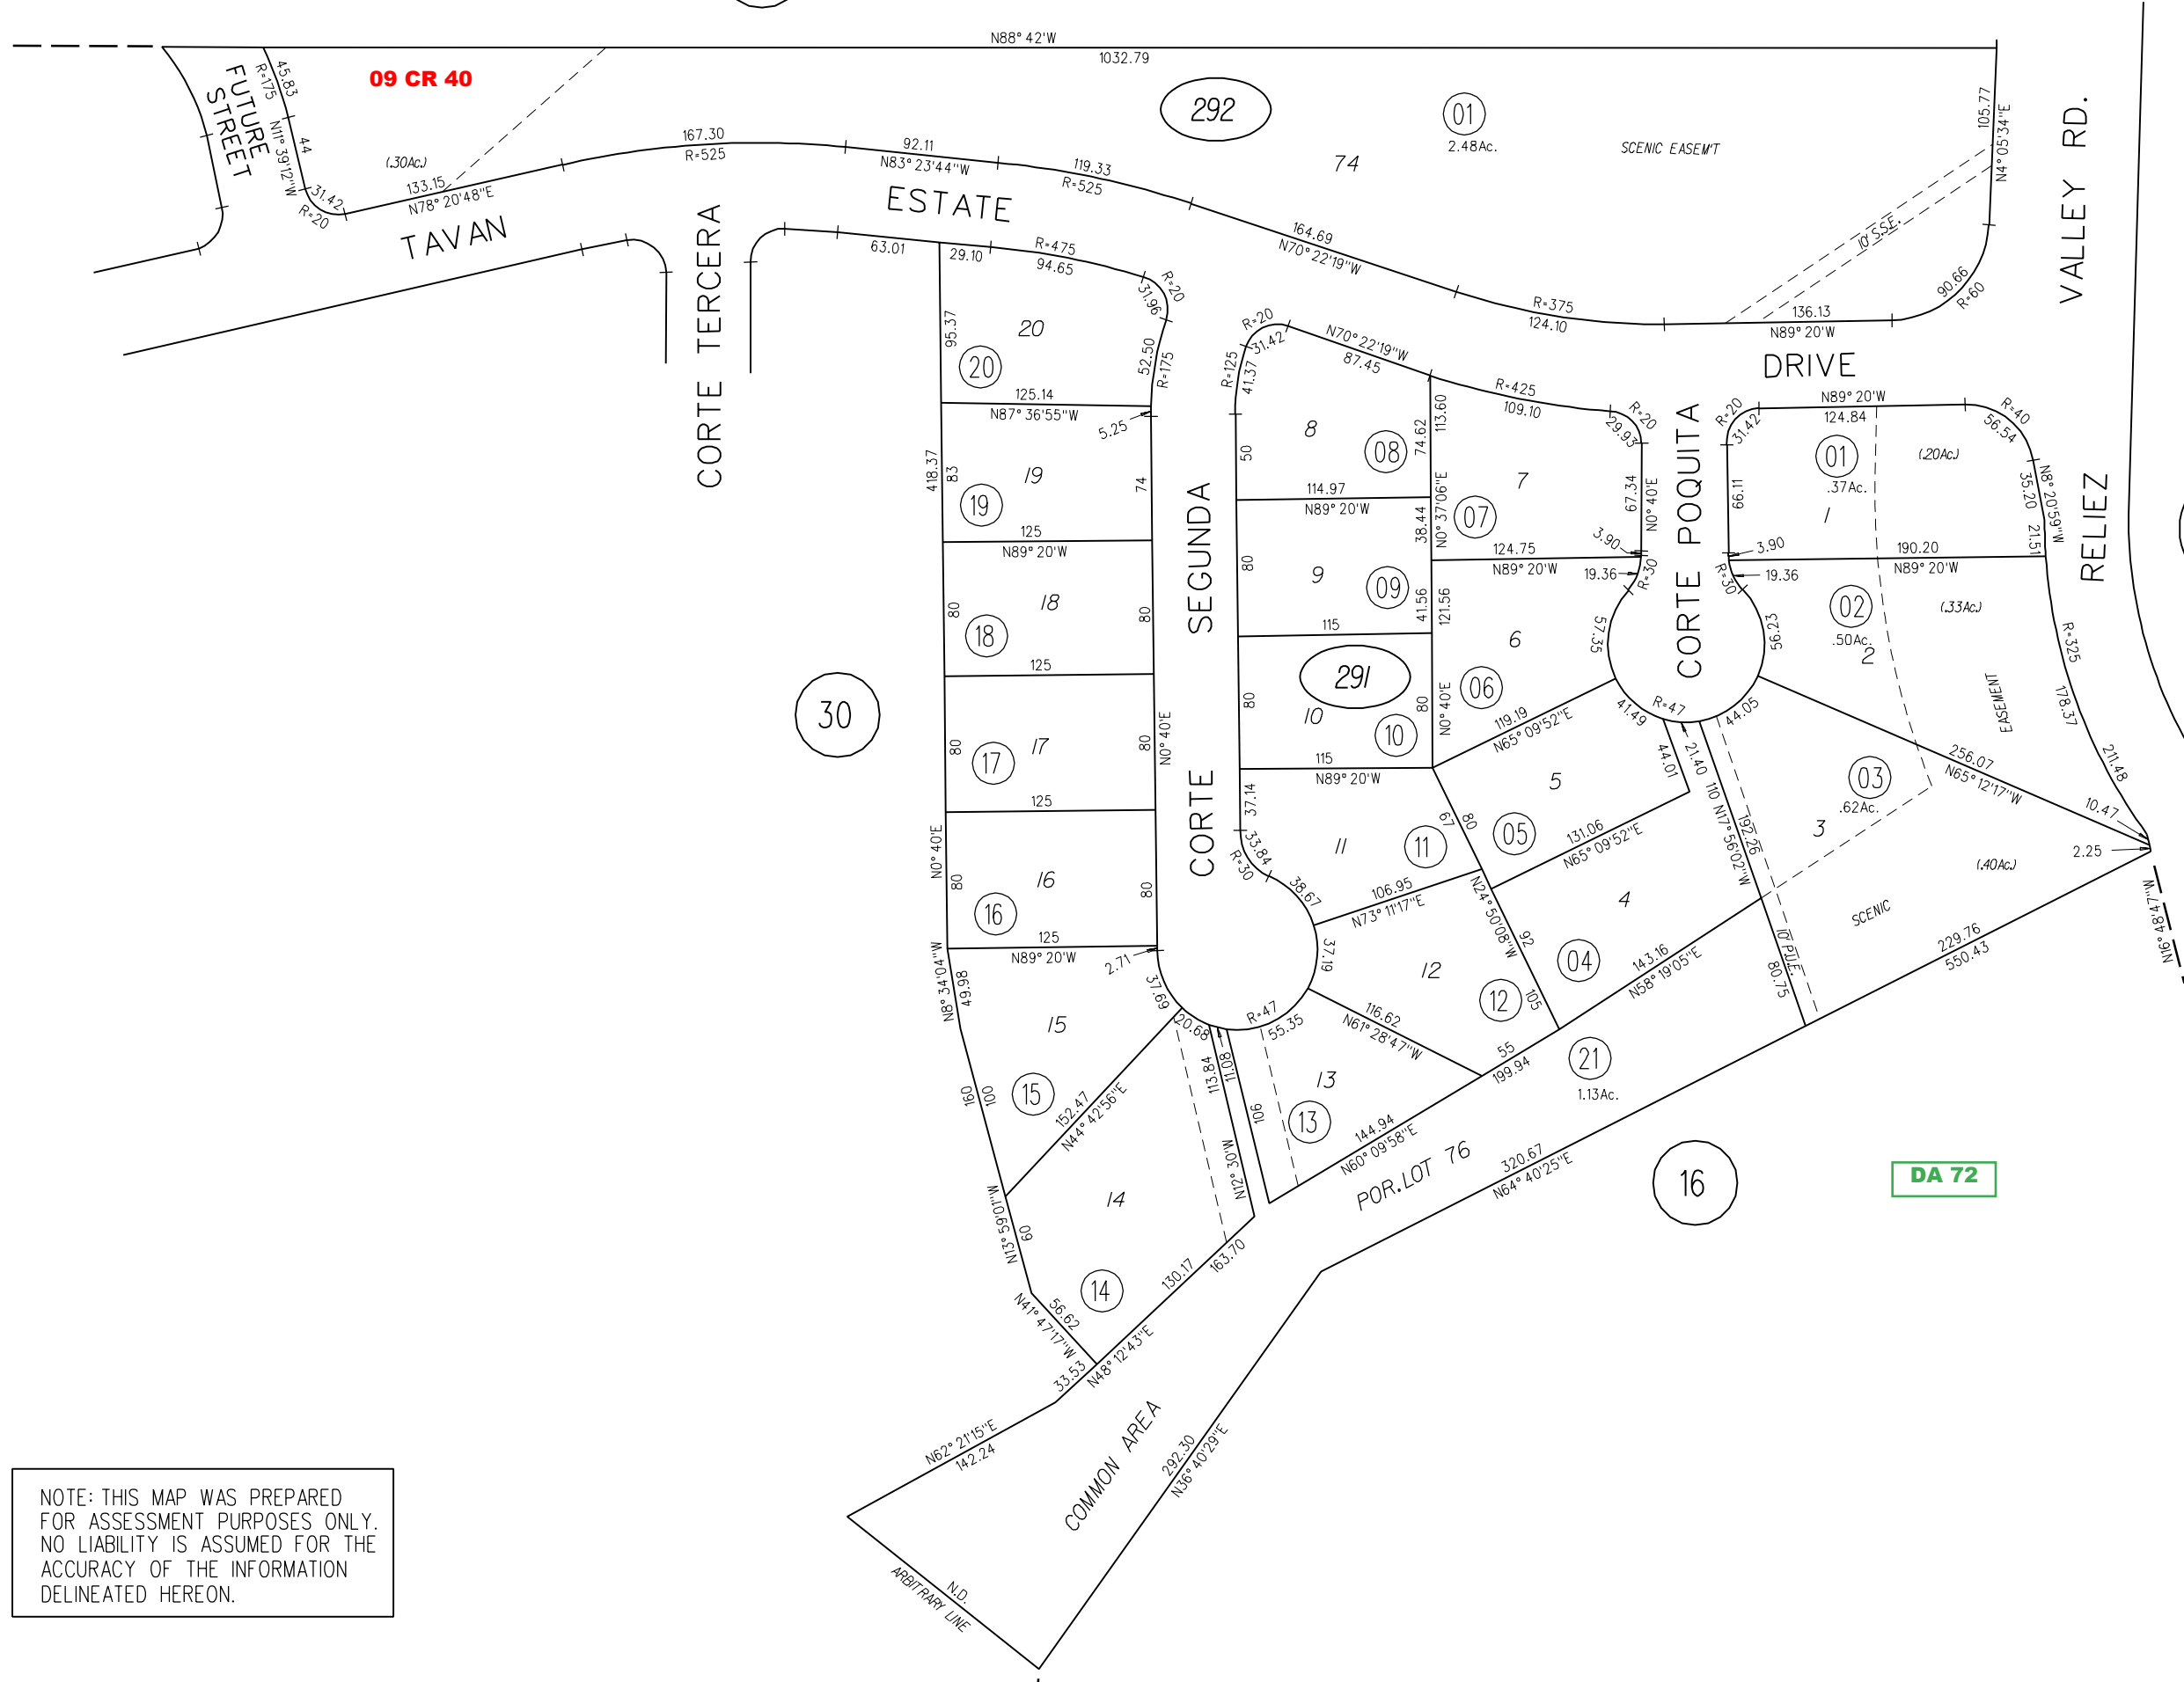 N88°42'W
1032.79
FUTURE
STREET
45.83
R=175
N11°39'12"W
44
31.42
R=20
09 CR 40
(.30Ac.)
133.15
N78°20'48"E
167.30
R=525
92.11
N83°23'44"W
119.33
R=525
292
01
2.48Ac.
74
SCENIC EASEM'T
105.77
N4°05'34"E
10' S.S.E.
90.66
R=60
164.69
N70°22'19"W
R=375
124.10
136.13
N89°20'W
TAVAN
ESTATE
DRIVE
VALLEY RD.
RELIEZ
CORTE TERCERA
CORTE SEGUNDA
CORTE POQUITA
63.01
29.10
R=475
94.65
R=20
31.96
95.37
20
20
52.50
R=175
125.14
N87°36'55"W
5.25
418.37
83
19
19
74
125
N89°20'W
80
18
18
80
125
80
17
17
80
N0°40'E
125
N0°40'E
80
16
16
80
125
N89°20'W
2.71
N8°34'04"W
49.98
37.69
15
15
160
100
20.68
152.47
N44°42'56"E
N13°59'01"W
60
14
14
113.84
11.08
N12°30'W
106
56.62
N41°47'17"W
130.17
163.70
N48°12'43"E
33.53
N62°21'15"E
142.24
N.D.
ARBITRARY LINE
292.30
N36°40'29"E
COMMON AREA
R=20
31.42
R=125
41.37
N70°22'19"W
87.45
8
08
50
74.62
113.60
114.97
N89°20'W
38.44
N0°37'06"E
9
09
80
41.56
121.56
115
291
10
10
80
80
N0°40'E
115
N89°20'W
37.14
33.84
R=30
11
11
67
80
38.67
106.95
N73°11'17"E
37.19
12
12
N24°50'08"W
92
105
R=47
55.35
116.62
N61°28'47"W
13
13
144.94
N60°09'58"E
55
199.94
R=425
109.10
R=20
29.93
7
07
67.34
N0°40'E
124.75
N89°20'W
3.90
19.36
R=30
6
06
57.35
119.19
N65°09'52"E
41.49
R=47
44.01
21.40
5
05
131.06
N65°09'52"E
110
N17°56'02"W
192.26
4
04
143.16
N58°19'05"E
10' P.U.E.
80.75
R=20
31.42
N89°20'W
124.84
R=40
56.54
01
.37Ac.
(.20Ac.)
1
66.11
N8°20'59"W
35.20
21.51
3.90
190.20
N89°20'W
19.36
R=30
02
.50Ac.
2
(.33Ac.)
56.23
R=325
178.37
EASEMENT
44.05
256.07
N65°12'17"W
211.48
10.47
2.25
03
.62Ac.
3
(.40Ac.)
SCENIC
229.76
550.43
N16°48'47"W
21
1.13Ac.
POR.LOT 76
320.67
N64°40'25"E
30
16
DA 72
NOTE: THIS MAP WAS PREPARED
FOR ASSESSMENT PURPOSES ONLY.
NO LIABILITY IS ASSUMED FOR THE
ACCURACY OF THE INFORMATION
DELINEATED HEREON.